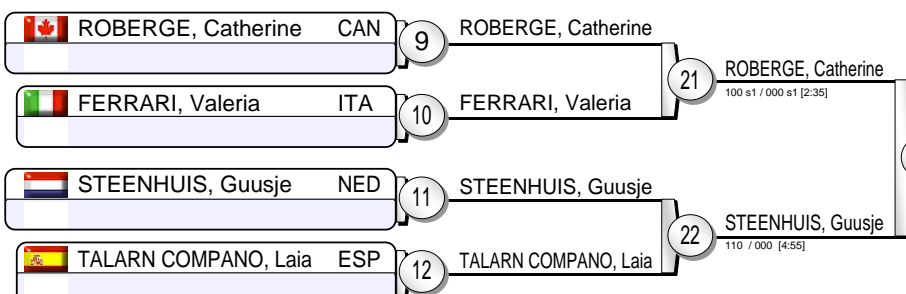 ROBERGE, Catherine CAN
9
ROBERGE, Catherine
21
ROBERGE, Catherine
100 s1 / 000 s1 [2:35]
FERRARI, Valeria ITA
10
FERRARI, Valeria
STEENHUIS, Guusje NED
11
STEENHUIS, Guusje
22
STEENHUIS, Guusje
110 / 000 [4:55]
TALARN COMPANO, Laia ESP
12
TALARN COMPANO, Laia